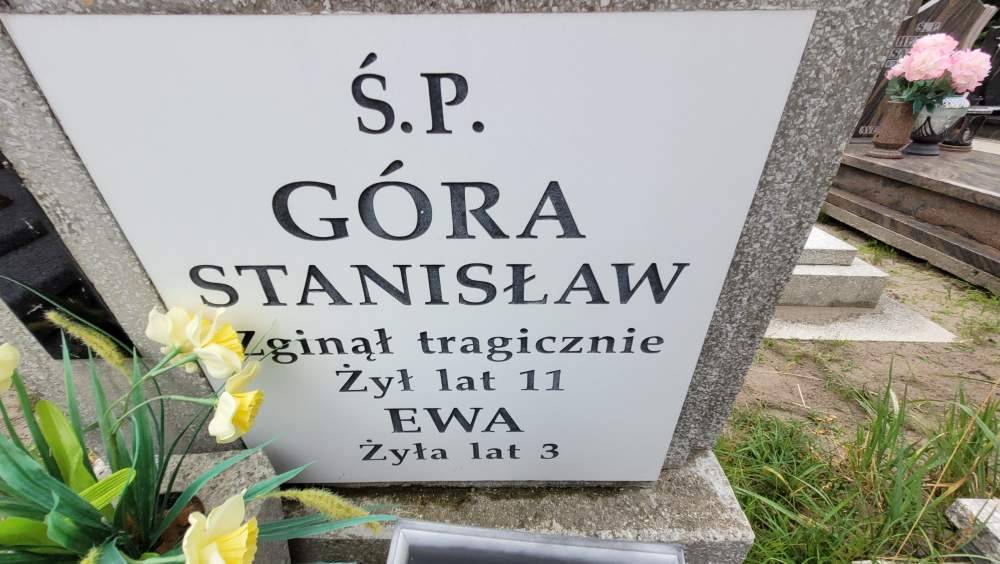 Ś.P.
GÓRA
STANISŁAW
Zginął tragicznie
Żył lat 11
EWA
Żyła lat 3